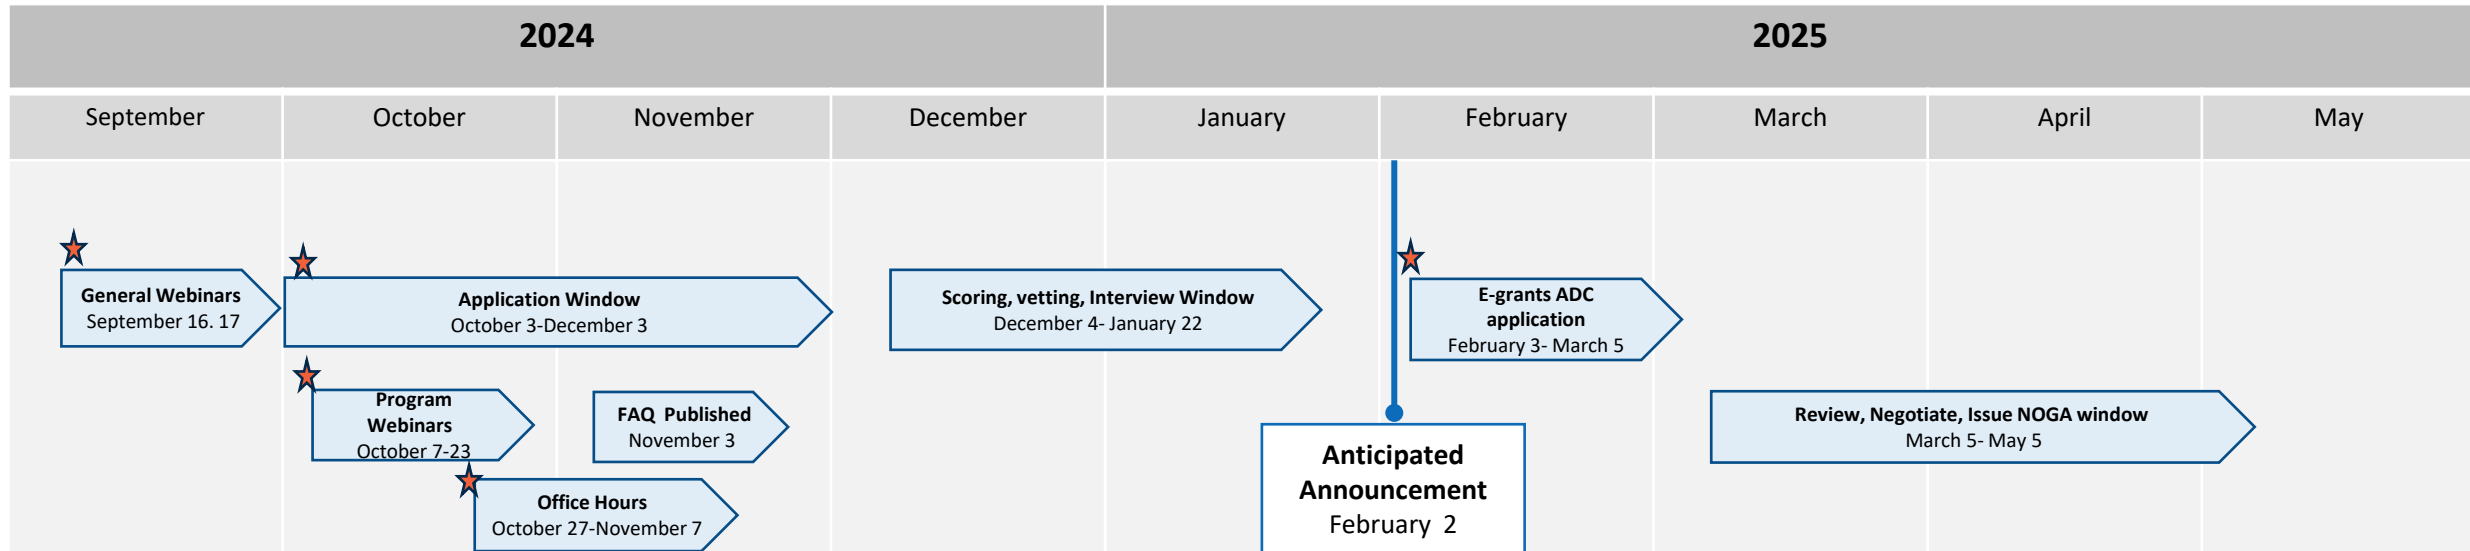 2024
2025
September
October
November
December
January
February
March
April
May
General Webinars
September 16. 17
Application Window
October 3-December 3
Scoring, vetting, Interview Window
December 4- January 22
E-grants ADC
application
February 3- March 5
Program
Webinars
October 7-23
FAQ  Published
November 3
Review, Negotiate, Issue NOGA window
March 5- May 5
Office Hours
October 27-November 7
Anticipated
Announcement
February  2